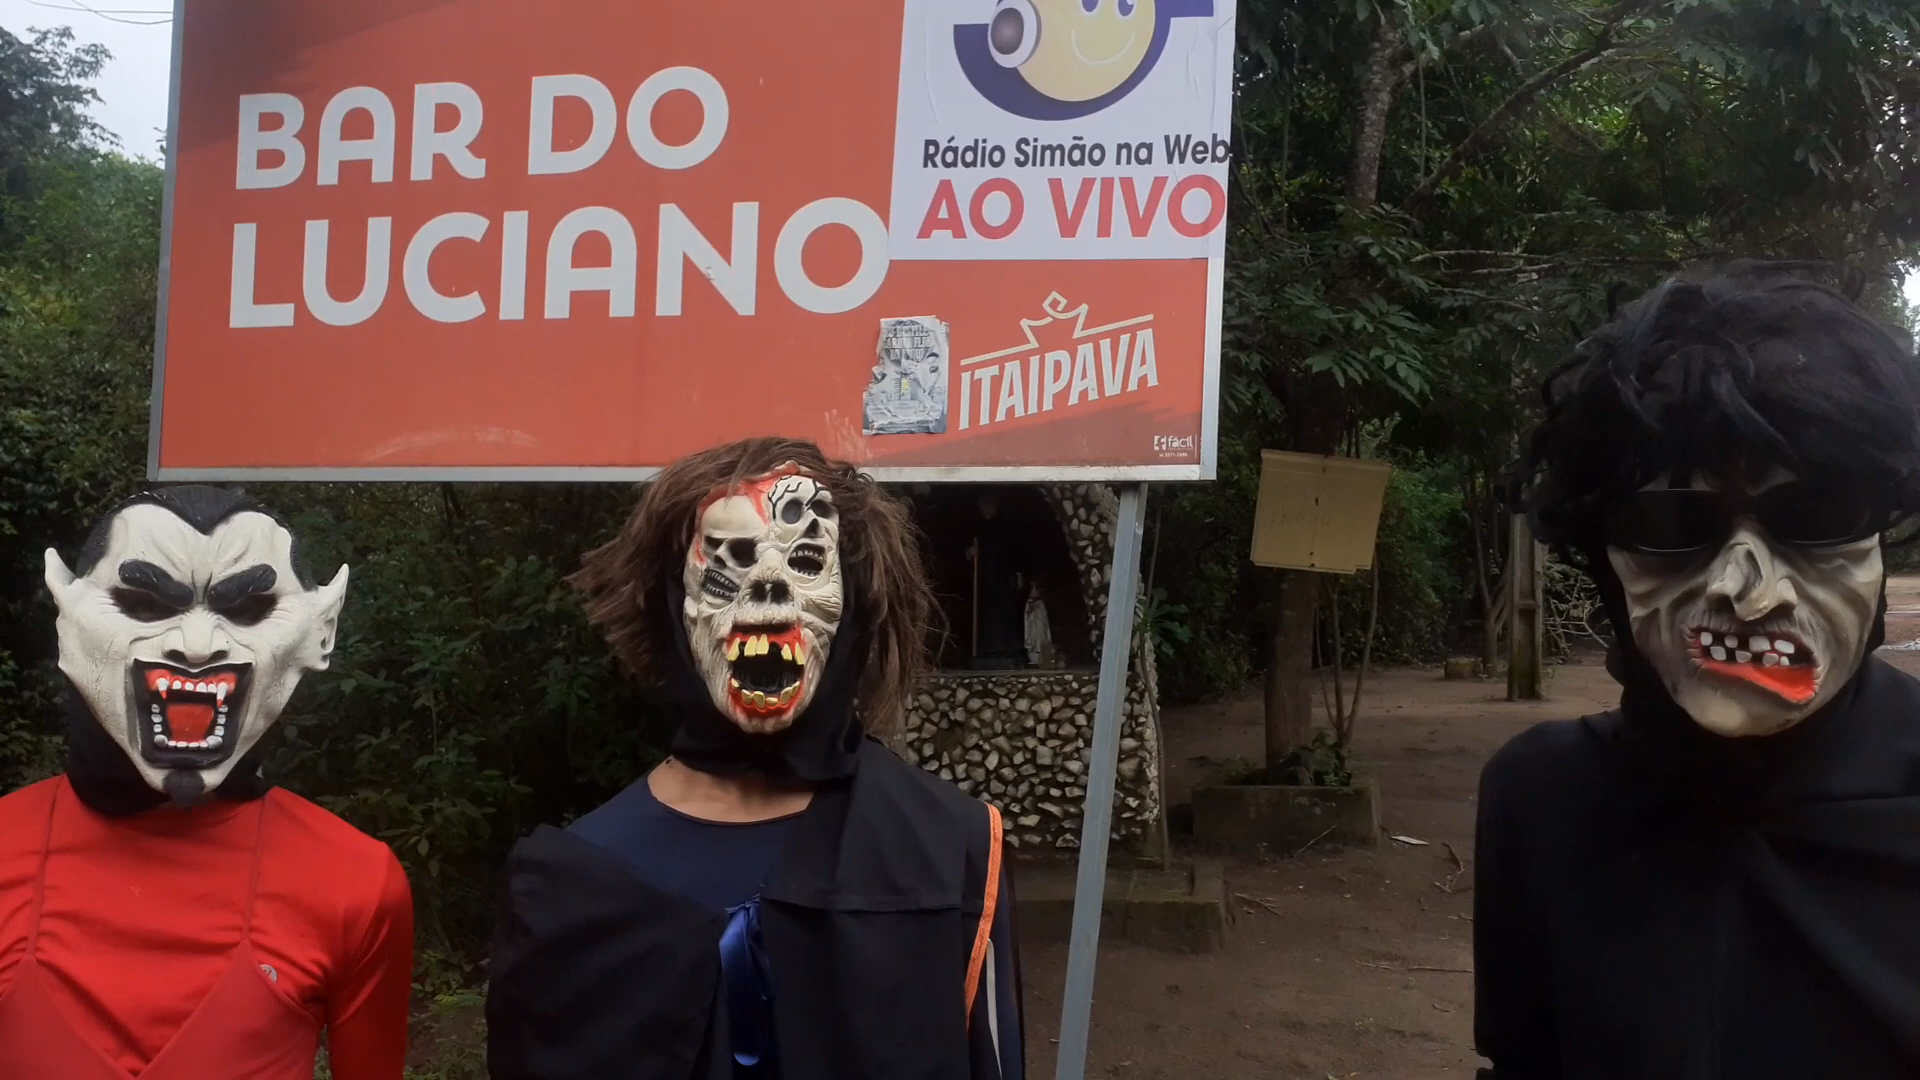 BAR DO
LUCIANO
Rádio Simão na Web
AO VIVO
ITAIPAVA
fácil